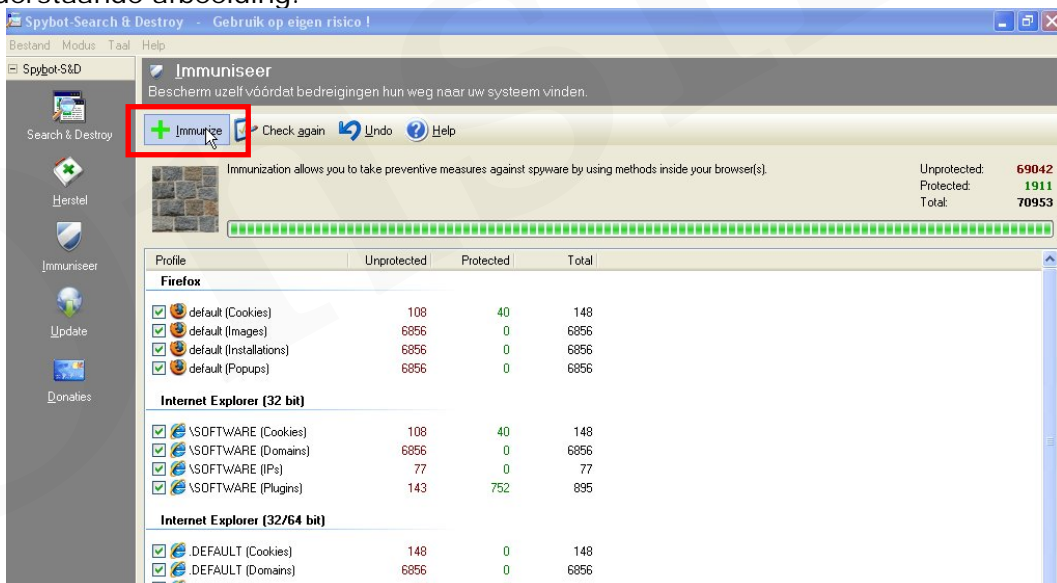 derstaande afbeelding:
Spybot-Search & Destroy - Gebruik op eigen risico !
Bestand Modus Taal Help
Spybot-S&D
Search & Destroy
Herstel
Immuniseer
Update
Donaties
Immuniseer
Bescherm uzelf vóórdat bedreigingen hun weg naar uw systeem vinden.
Immunize Check again Undo Help
Immunization allows you to take preventive measures against spyware by using methods inside your browser(s).
Unprotected: 69042
Protected: 1911
Total: 70953
Profile Unprotected Protected Total
Firefox
default (Cookies) 108 40 148
default (Images) 6856 0 6856
default (Installations) 6856 0 6856
default (Popups) 6856 0 6856
Internet Explorer (32 bit)
\SOFTWARE (Cookies) 108 40 148
\SOFTWARE (Domains) 6856 0 6856
\SOFTWARE (IPs) 77 0 77
\SOFTWARE (Plugins) 143 752 895
Internet Explorer (32/64 bit)
.DEFAULT (Cookies) 148 0 148
.DEFAULT (Domains) 6856 0 6856